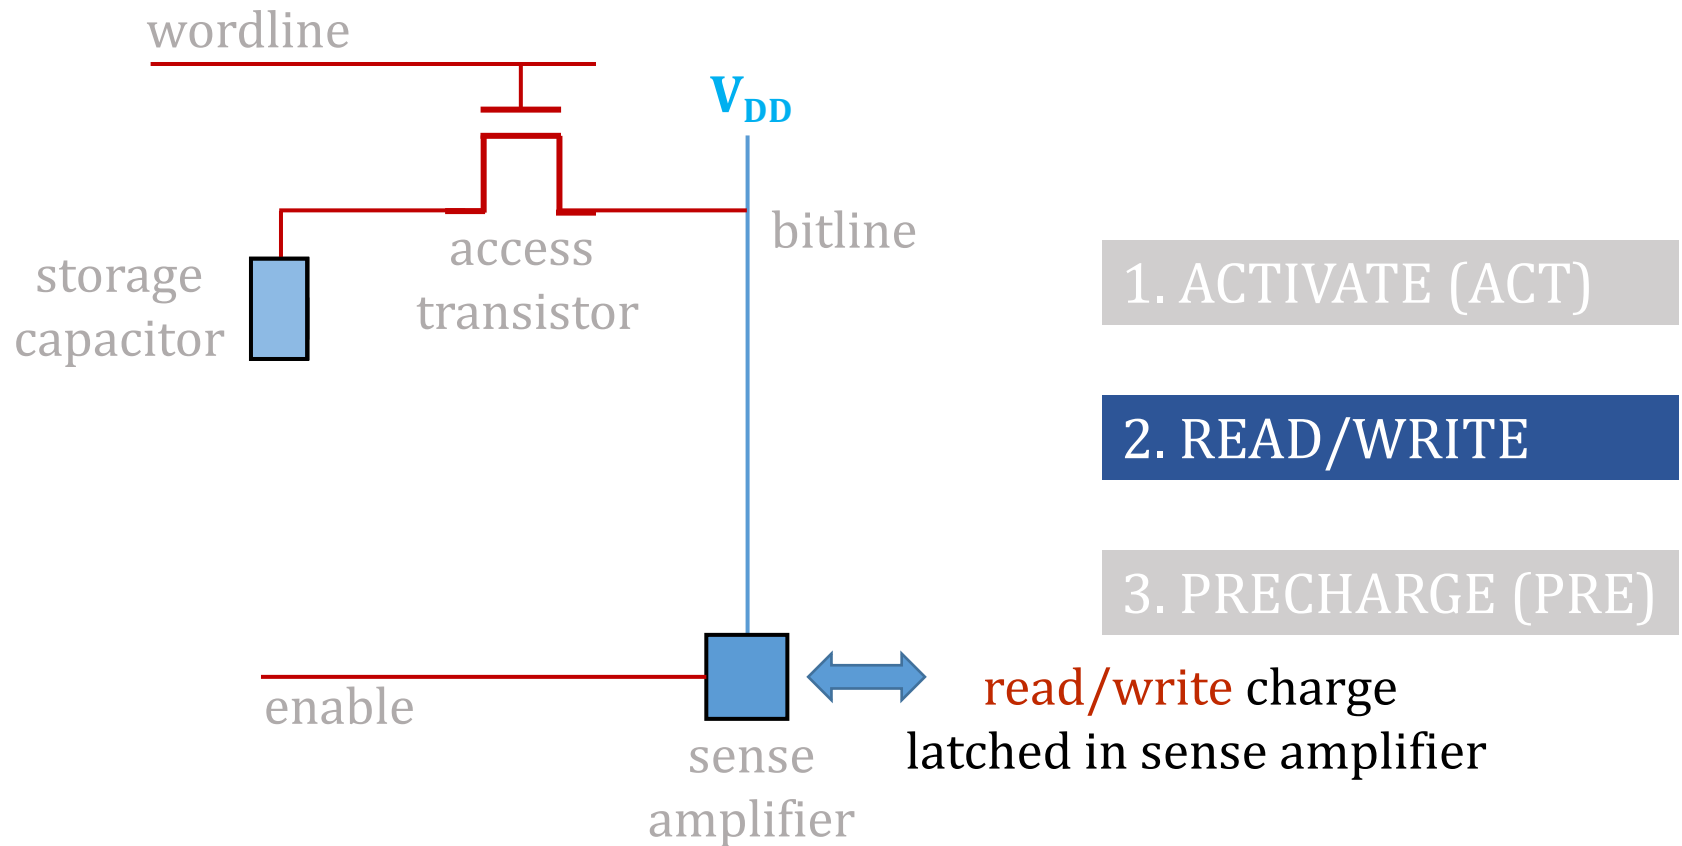 wordline
V_DD
bitline
access
transistor
storage
capacitor
1. ACTIVATE (ACT)
2. READ/WRITE
3. PRECHARGE (PRE)
enable
sense
amplifier
read/write charge
latched in sense amplifier